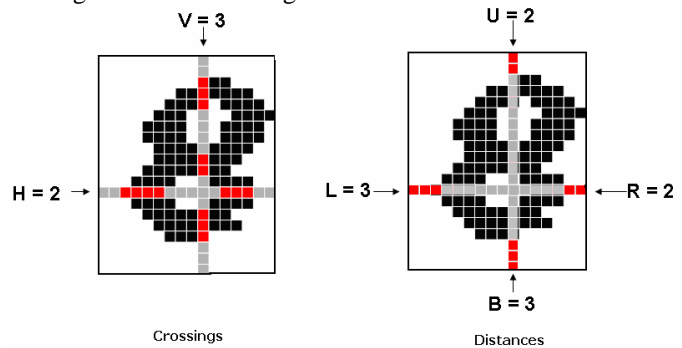 V = 3
U = 2
H = 2
L = 3
R = 2
B = 3
Crossings
Distances